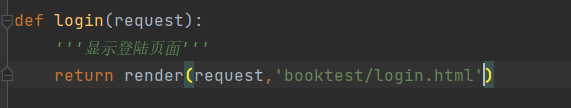 def login(request):
'''显示登陆页面'''
return render(request,'booktest/login.html')